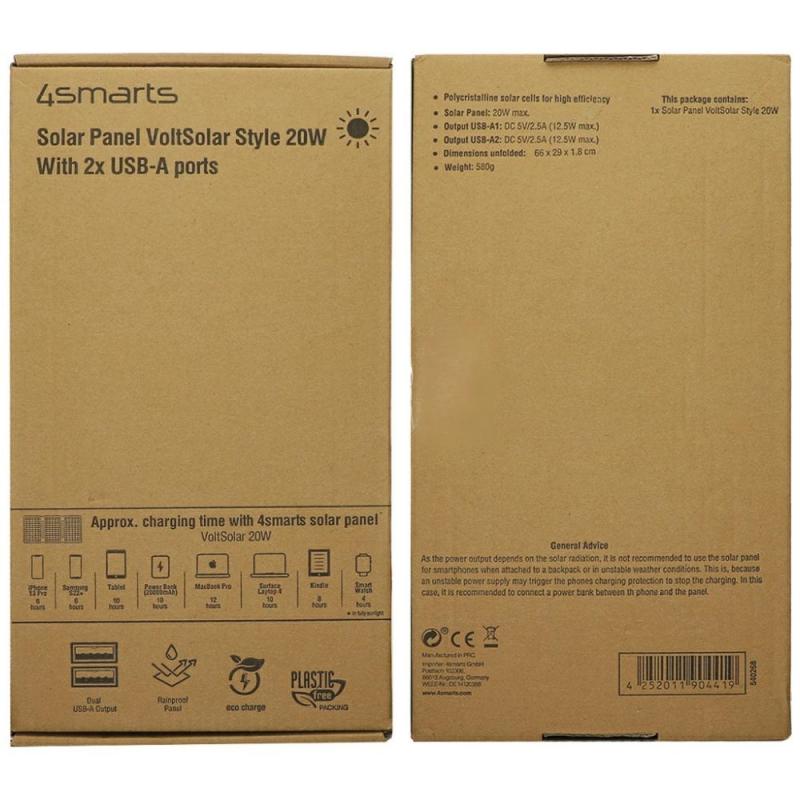 4smarts
Solar Panel VoltSolar Style 20W
With 2x USB-A ports
Approx. charging time with 4smarts solar panel*
VoltSolar 20W
iPhone 13 Pro 6 hours
Samsung S22+ 6 hours
Tablet 10 hours
Power Bank (20000mAh) 18 hours
MacBook Pro 12 hours
Surface Laptop 4 10 hours
Kindle 8 hours
Smart Watch 4 hours
* in fully sunlight
Dual USB-A Output
Rainproof Panel
eco charge
PLASTIC free PACKING
• Polycristalline solar cells for high efficiency
• Solar Panel: 20W max.
• Output USB-A1: DC 5V/2.5A (12.5W max.)
• Output USB-A2: DC 5V/2.5A (12.5W max.)
• Dimensions unfolded: 66 x 29 x 1.8 cm
• Weight: 580g
This package contains:
1x Solar Panel VoltSolar Style 20W
General Advice
As the power output depends on the solar radiation, it is not recommended to use the solar panel
for smartphones when attached to a backpack or in unstable weather conditions. This is, because
an unstable power supply may trigger the phones charging protection to stop the charging. In this
case, it is recommended to connect a power bank between th phone and the panel.
CE
Manufactured in PRC.
Importer: 4smarts GmbH
Postfach
86013 Augsburg, Germany
WEEE-Nr.:
www.4smarts.com
4 252011 904419
540268